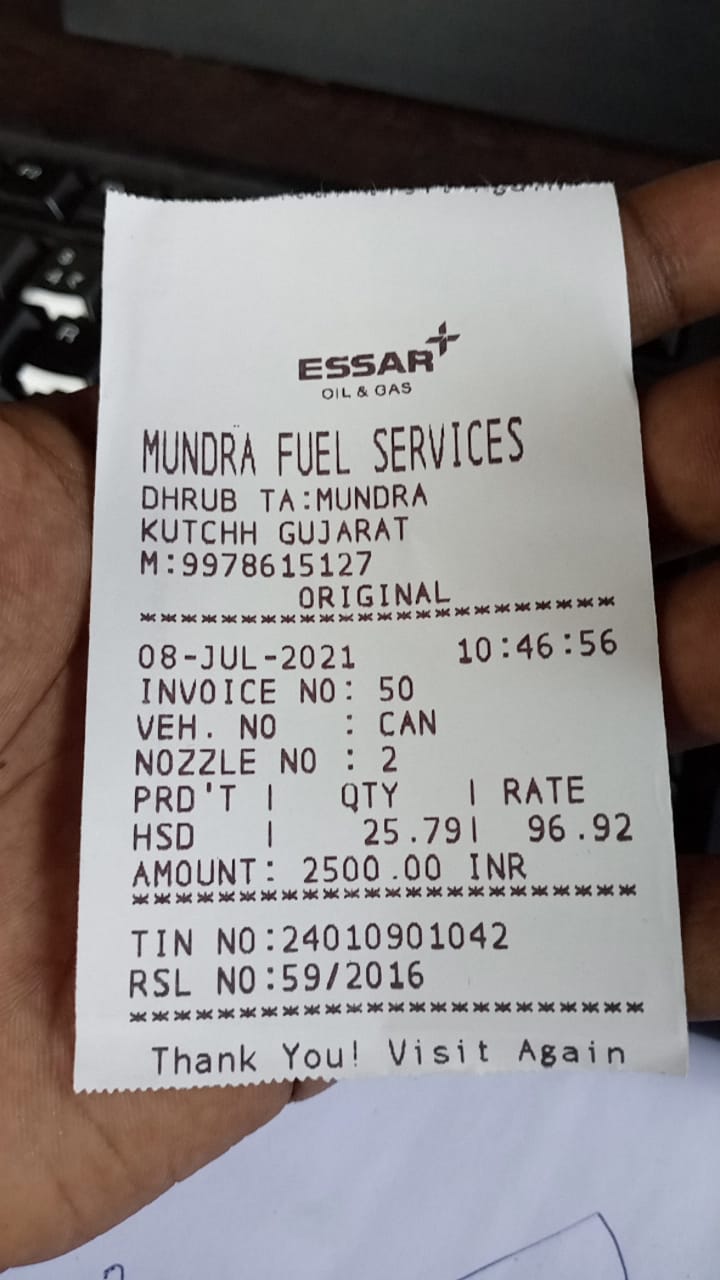 ESSAR
OIL & GAS
MUNDRA FUEL SERVICES
DHRUB TA:MUNDRA
KUTCHH GUJARAT
M:9978615127
ORIGINAL
************************
08-JUL-2021 10:46:56
INVOICE NO: 50
VEH. NO : CAN
NOZZLE NO : 2
PRD'T | QTY | RATE
HSD | 25.79| 96.92
AMOUNT: 2500.00 INR
************************
TIN NO:24010901042
RSL NO:59/2016
************************
Thank You! Visit Again